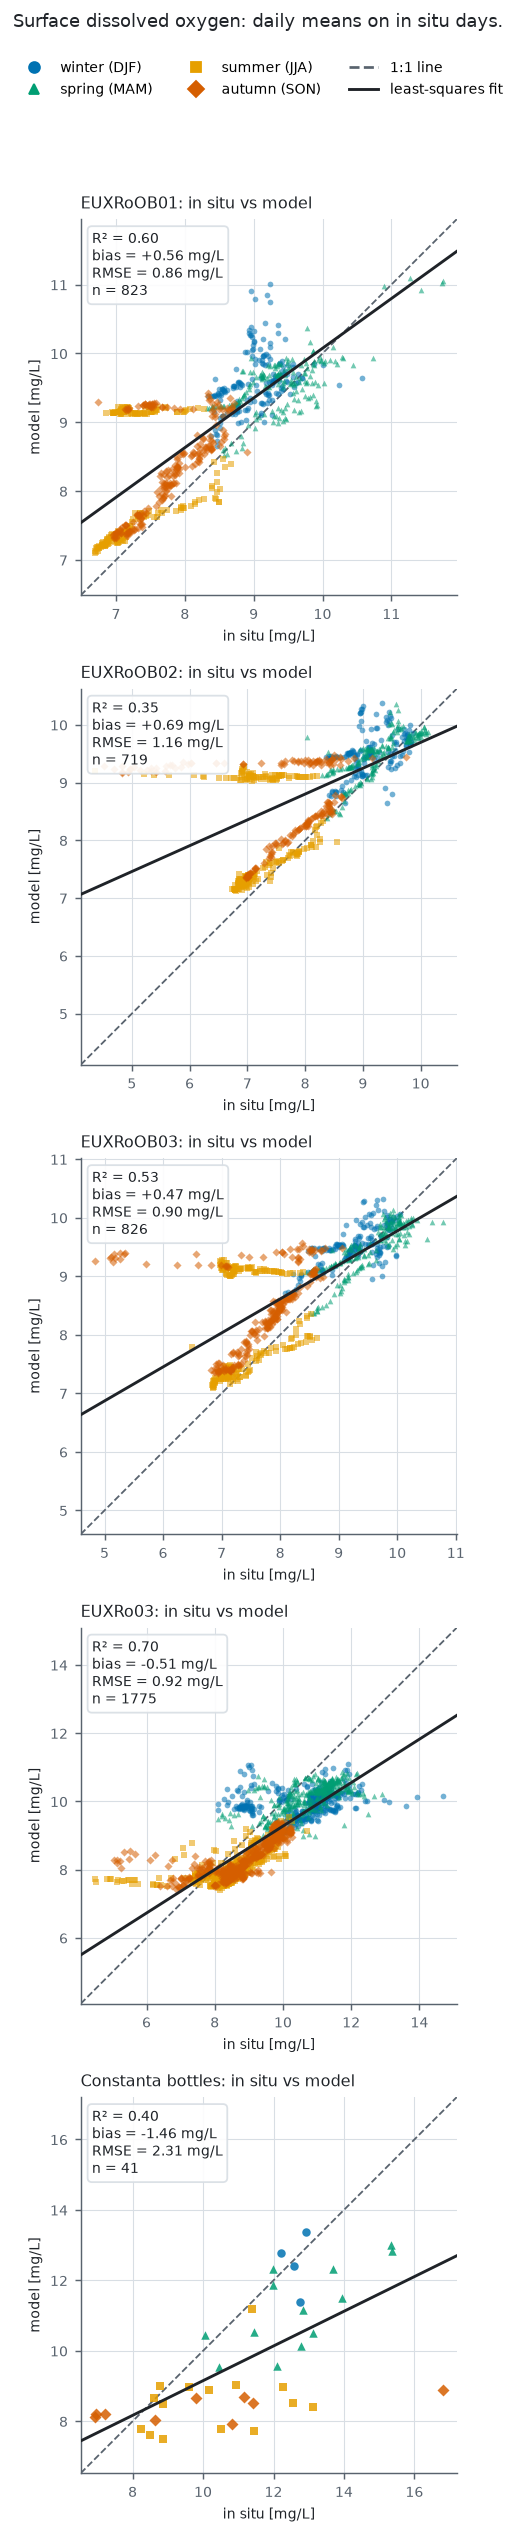 Surface dissolved oxygen: daily means on in situ days.
winter (DJF)
summer (JJA)
1:1 line
spring (MAM)
autumn (SON)
least-squares fit
EUXRoOB01: in situ vs model
R² = 0.60
bias = +0.56 mg/L
RMSE = 0.86 mg/L
n = 823
11
10
9
8
7
model [mg/L]
7 8 9 10 11
in situ [mg/L]
EUXRoOB02: in situ vs model
R² = 0.35
bias = +0.69 mg/L
RMSE = 1.16 mg/L
n = 719
10
9
8
7
6
5
model [mg/L]
5 6 7 8 9 10
in situ [mg/L]
EUXRoOB03: in situ vs model
R² = 0.53
bias = +0.47 mg/L
RMSE = 0.90 mg/L
n = 826
11
10
9
8
7
6
5
model [mg/L]
5 6 7 8 9 10 11
in situ [mg/L]
EUXRo03: in situ vs model
R² = 0.70
bias = -0.51 mg/L
RMSE = 0.92 mg/L
n = 1775
14
12
10
8
6
model [mg/L]
6 8 10 12 14
in situ [mg/L]
Constanta bottles: in situ vs model
R² = 0.40
bias = -1.46 mg/L
RMSE = 2.31 mg/L
n = 41
16
14
12
10
8
model [mg/L]
8 10 12 14 16
in situ [mg/L]